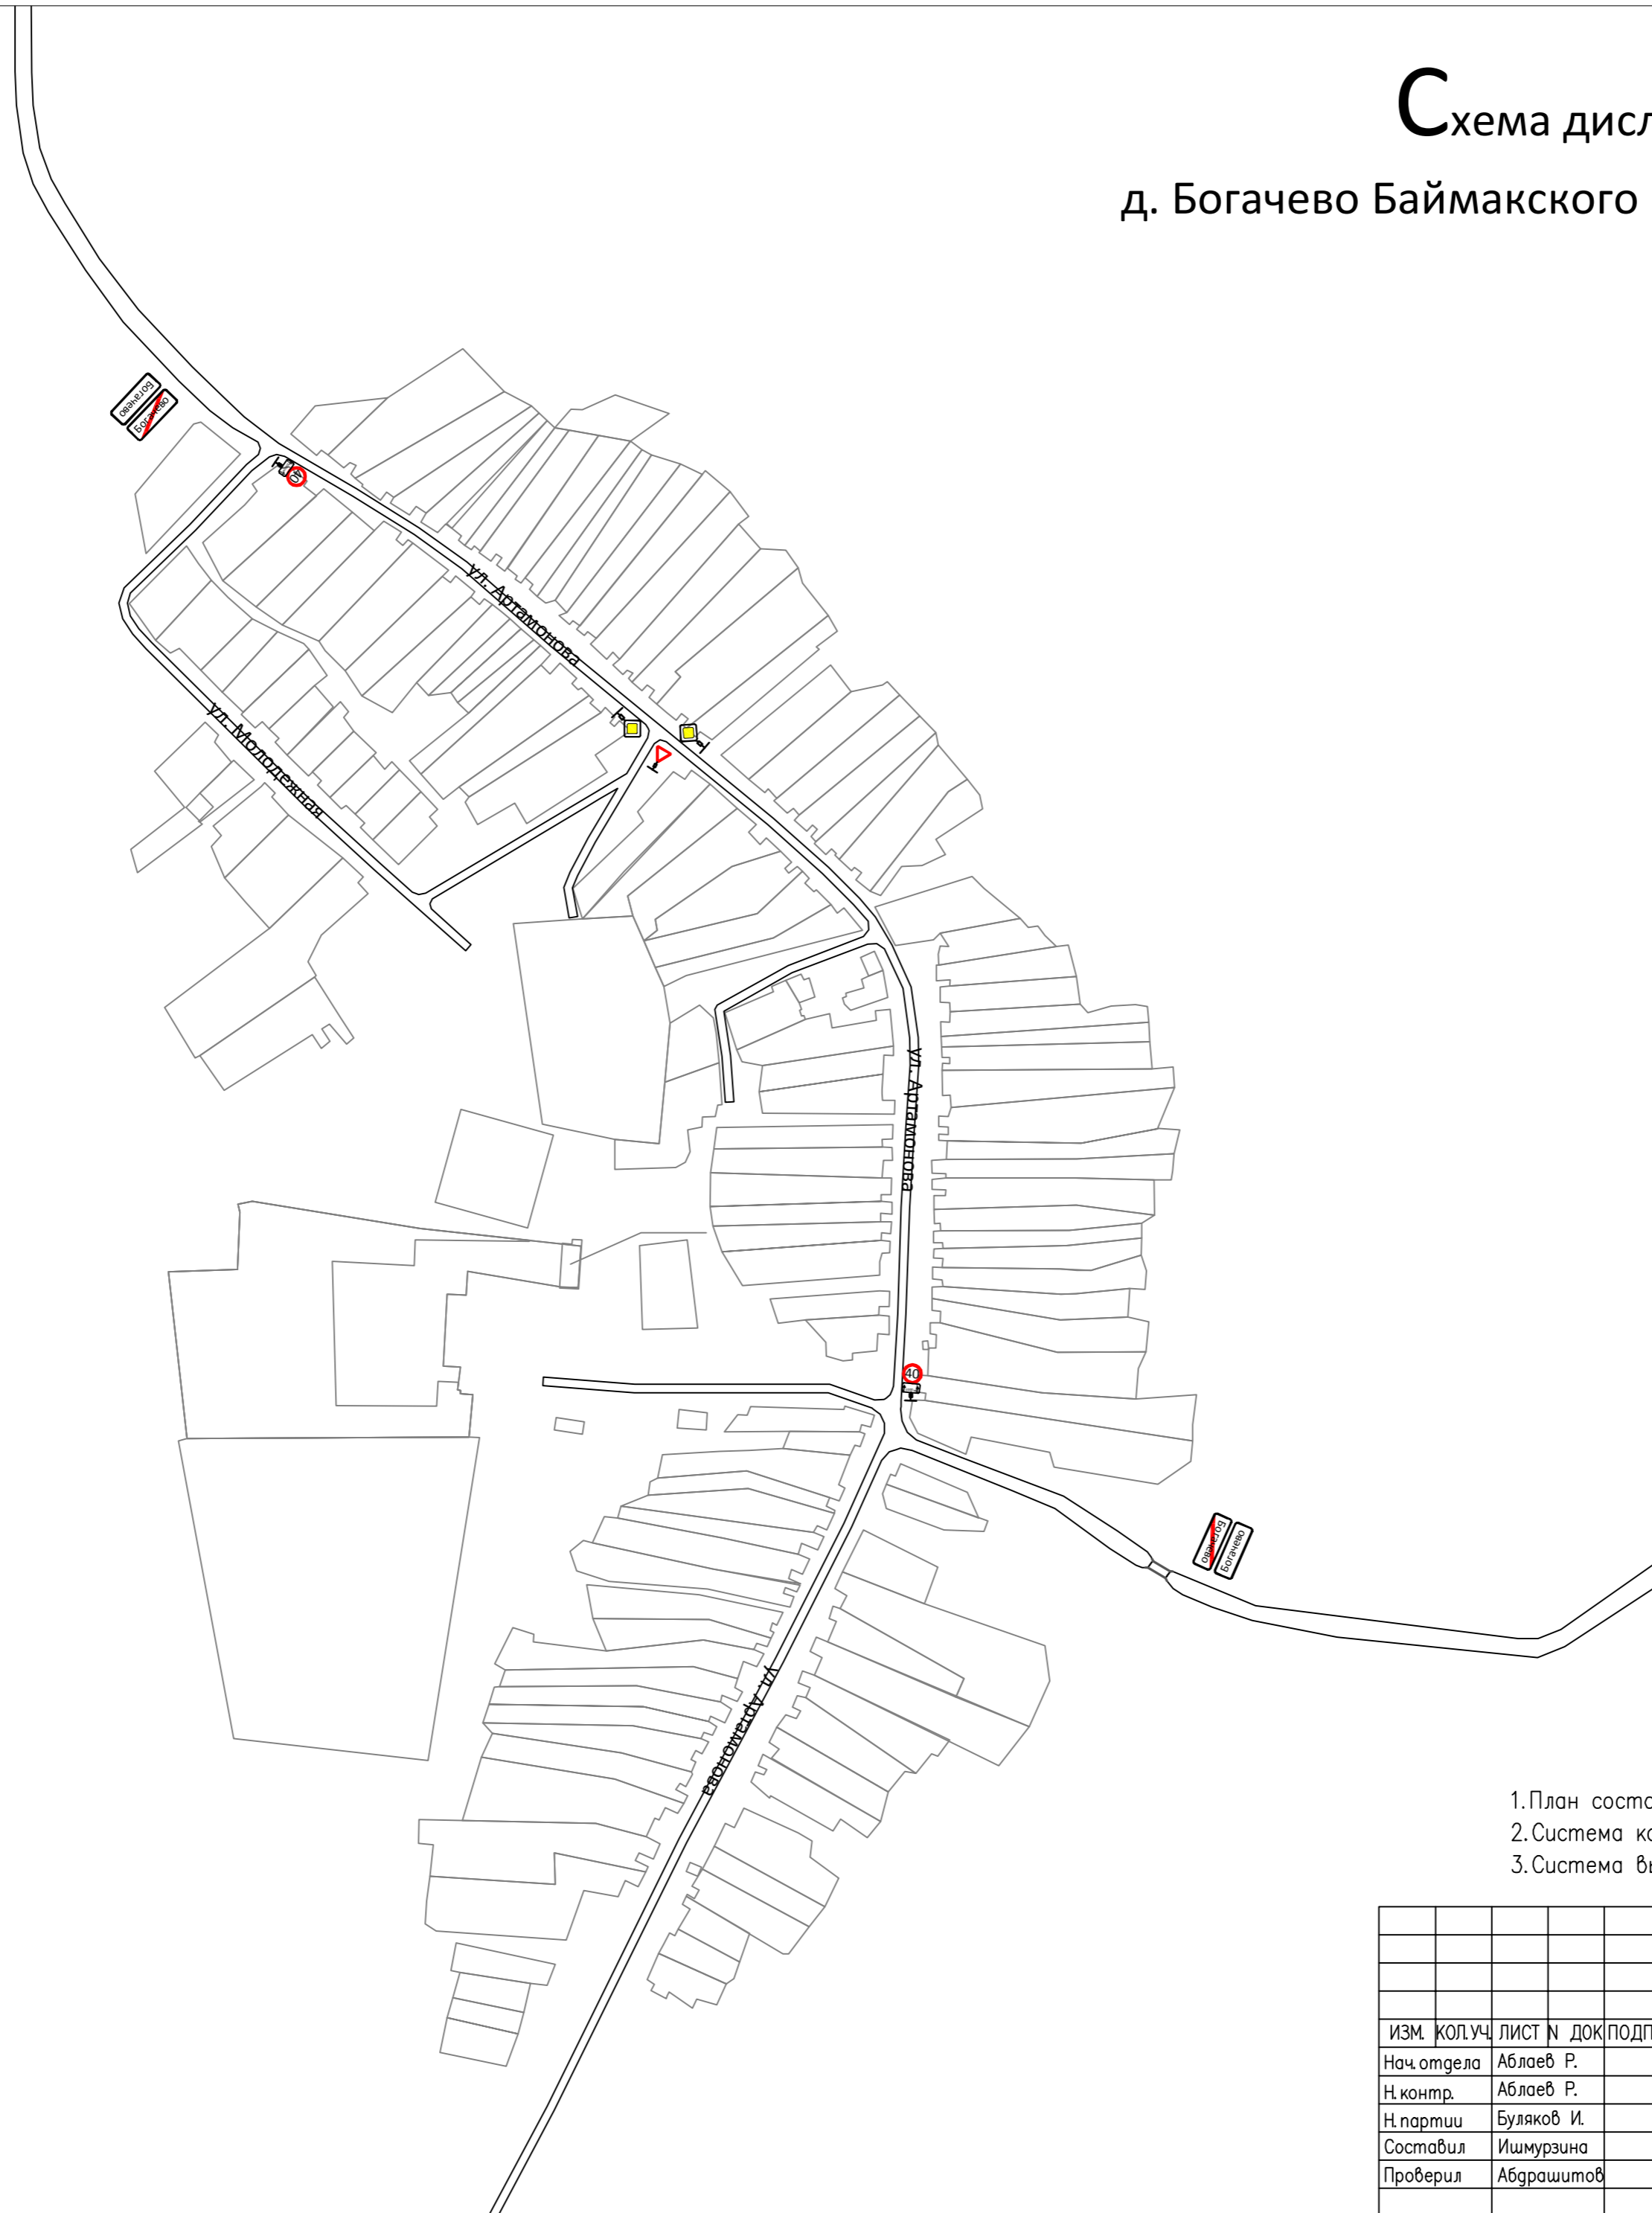 Схема дисл
д. Богачево Баймакского
Богачево
Богачево
40
ул. Артамонова
ул. Молодежная
ул. Артамонова
40
Богачево
Богачево
ул. Артамонова
1.План соста
2.Система ко
3.Система вы
ИЗМ. КОЛ.УЧ. ЛИСТ N ДОК ПОДП
Нач.отдела Аблаев Р.
Н.контр. Аблаев Р.
Н.партии Буляков И.
Составил Ишмурзина
Проверил Абдрашитов